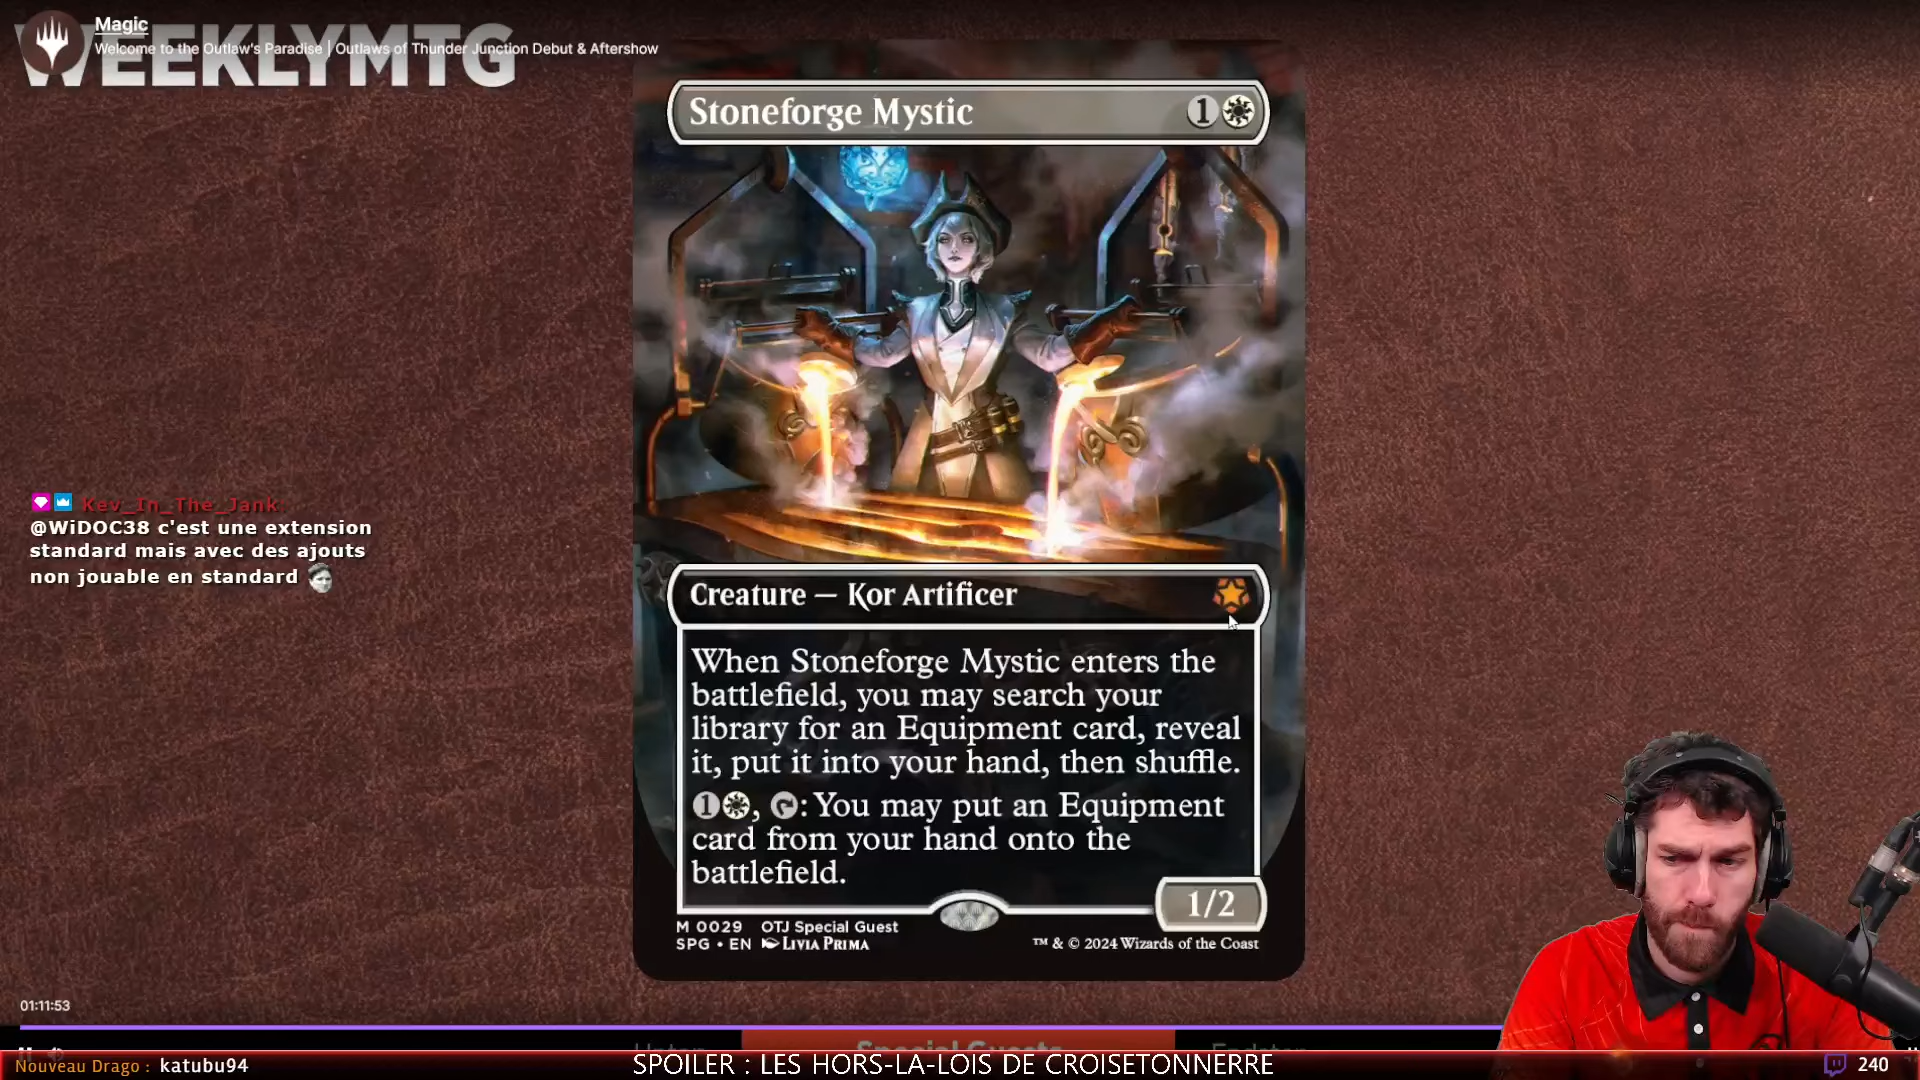 WEEKLYMTG
Magic
Welcome to the Outlaw's Paradise | Outlaws of Thunder Junction Debut & Aftershow
Stoneforge Mystic
1
Kev_In_The_Jank
@WiDOC38 c'est une extension
standard mais avec des ajouts
non jouable en standard
Creature — Kor Artificer
When Stoneforge Mystic enters the
battlefield, you may search your
library for an Equipment card, reveal
it, put it into your hand, then shuffle.
1, : You may put an Equipment
card from your hand onto the
battlefield.
1/2
M 0029 OTJ Special Guest
SPG • EN LIVIA PRIMA
™ & © 2024 Wizards of the Coast
01:11:53
Special Guests
Nouveau Drago : katubu94
SPOILER : LES HORS-LA-LOIS DE CROISETONNERRE
240